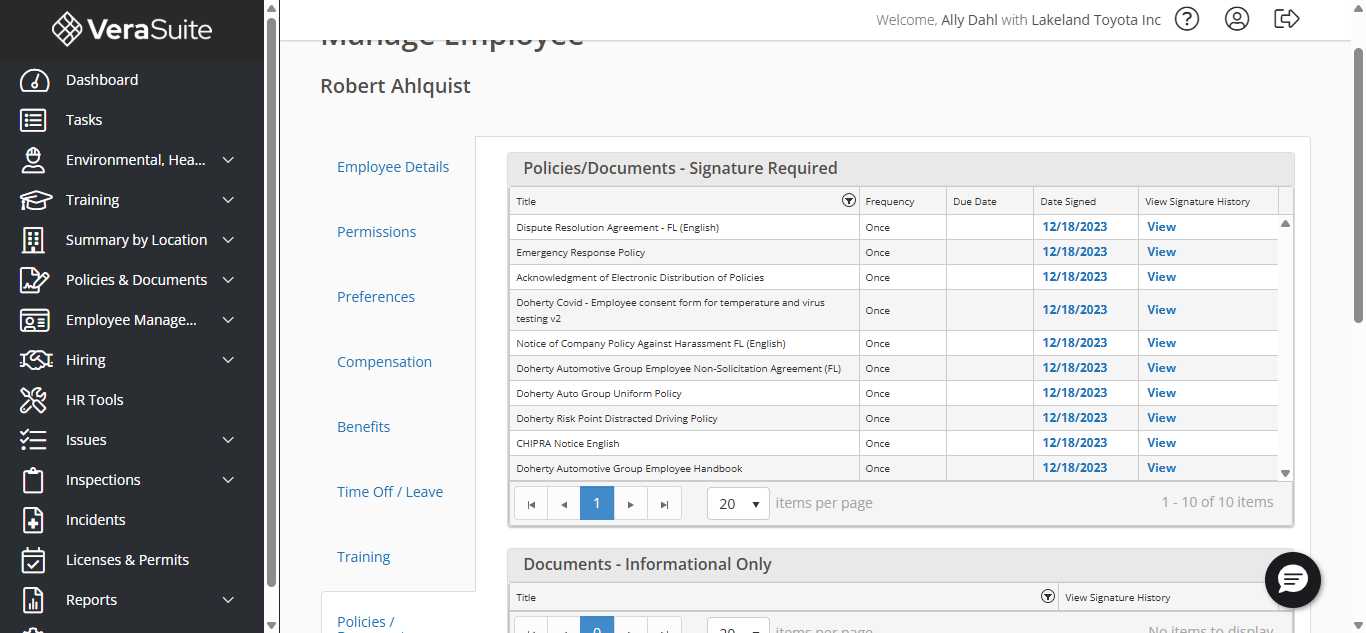 VeraSuite
Welcome, Ally Dahl with Lakeland Toyota Inc
Dashboard
Tasks
Environmental, Hea...
Training
Summary by Location
Policies & Documents
Employee Manage...
Hiring
HR Tools
Issues
Inspections
Incidents
Licenses & Permits
Reports
Manage Employee
Robert Ahlquist
Employee Details
Permissions
Preferences
Compensation
Benefits
Time Off / Leave
Training
Policies /
Policies/Documents - Signature Required
Title Frequency Due Date Date Signed View Signature History
Dispute Resolution Agreement - FL (English) Once 12/18/2023 View
Emergency Response Policy Once 12/18/2023 View
Acknowledgment of Electronic Distribution of Policies Once 12/18/2023 View
Doherty Covid - Employee consent form for temperature and virus
testing v2 Once 12/18/2023 View
Notice of Company Policy Against Harassment FL (English) Once 12/18/2023 View
Doherty Automotive Group Employee Non-Solicitation Agreement (FL) Once 12/18/2023 View
Doherty Auto Group Uniform Policy Once 12/18/2023 View
Doherty Risk Point Distracted Driving Policy Once 12/18/2023 View
CHIPRA Notice English Once 12/18/2023 View
Doherty Automotive Group Employee Handbook Once 12/18/2023 View
1 20 items per page 1 - 10 of 10 items
Documents - Informational Only
Title View Signature History
0 20 items per page No items to display